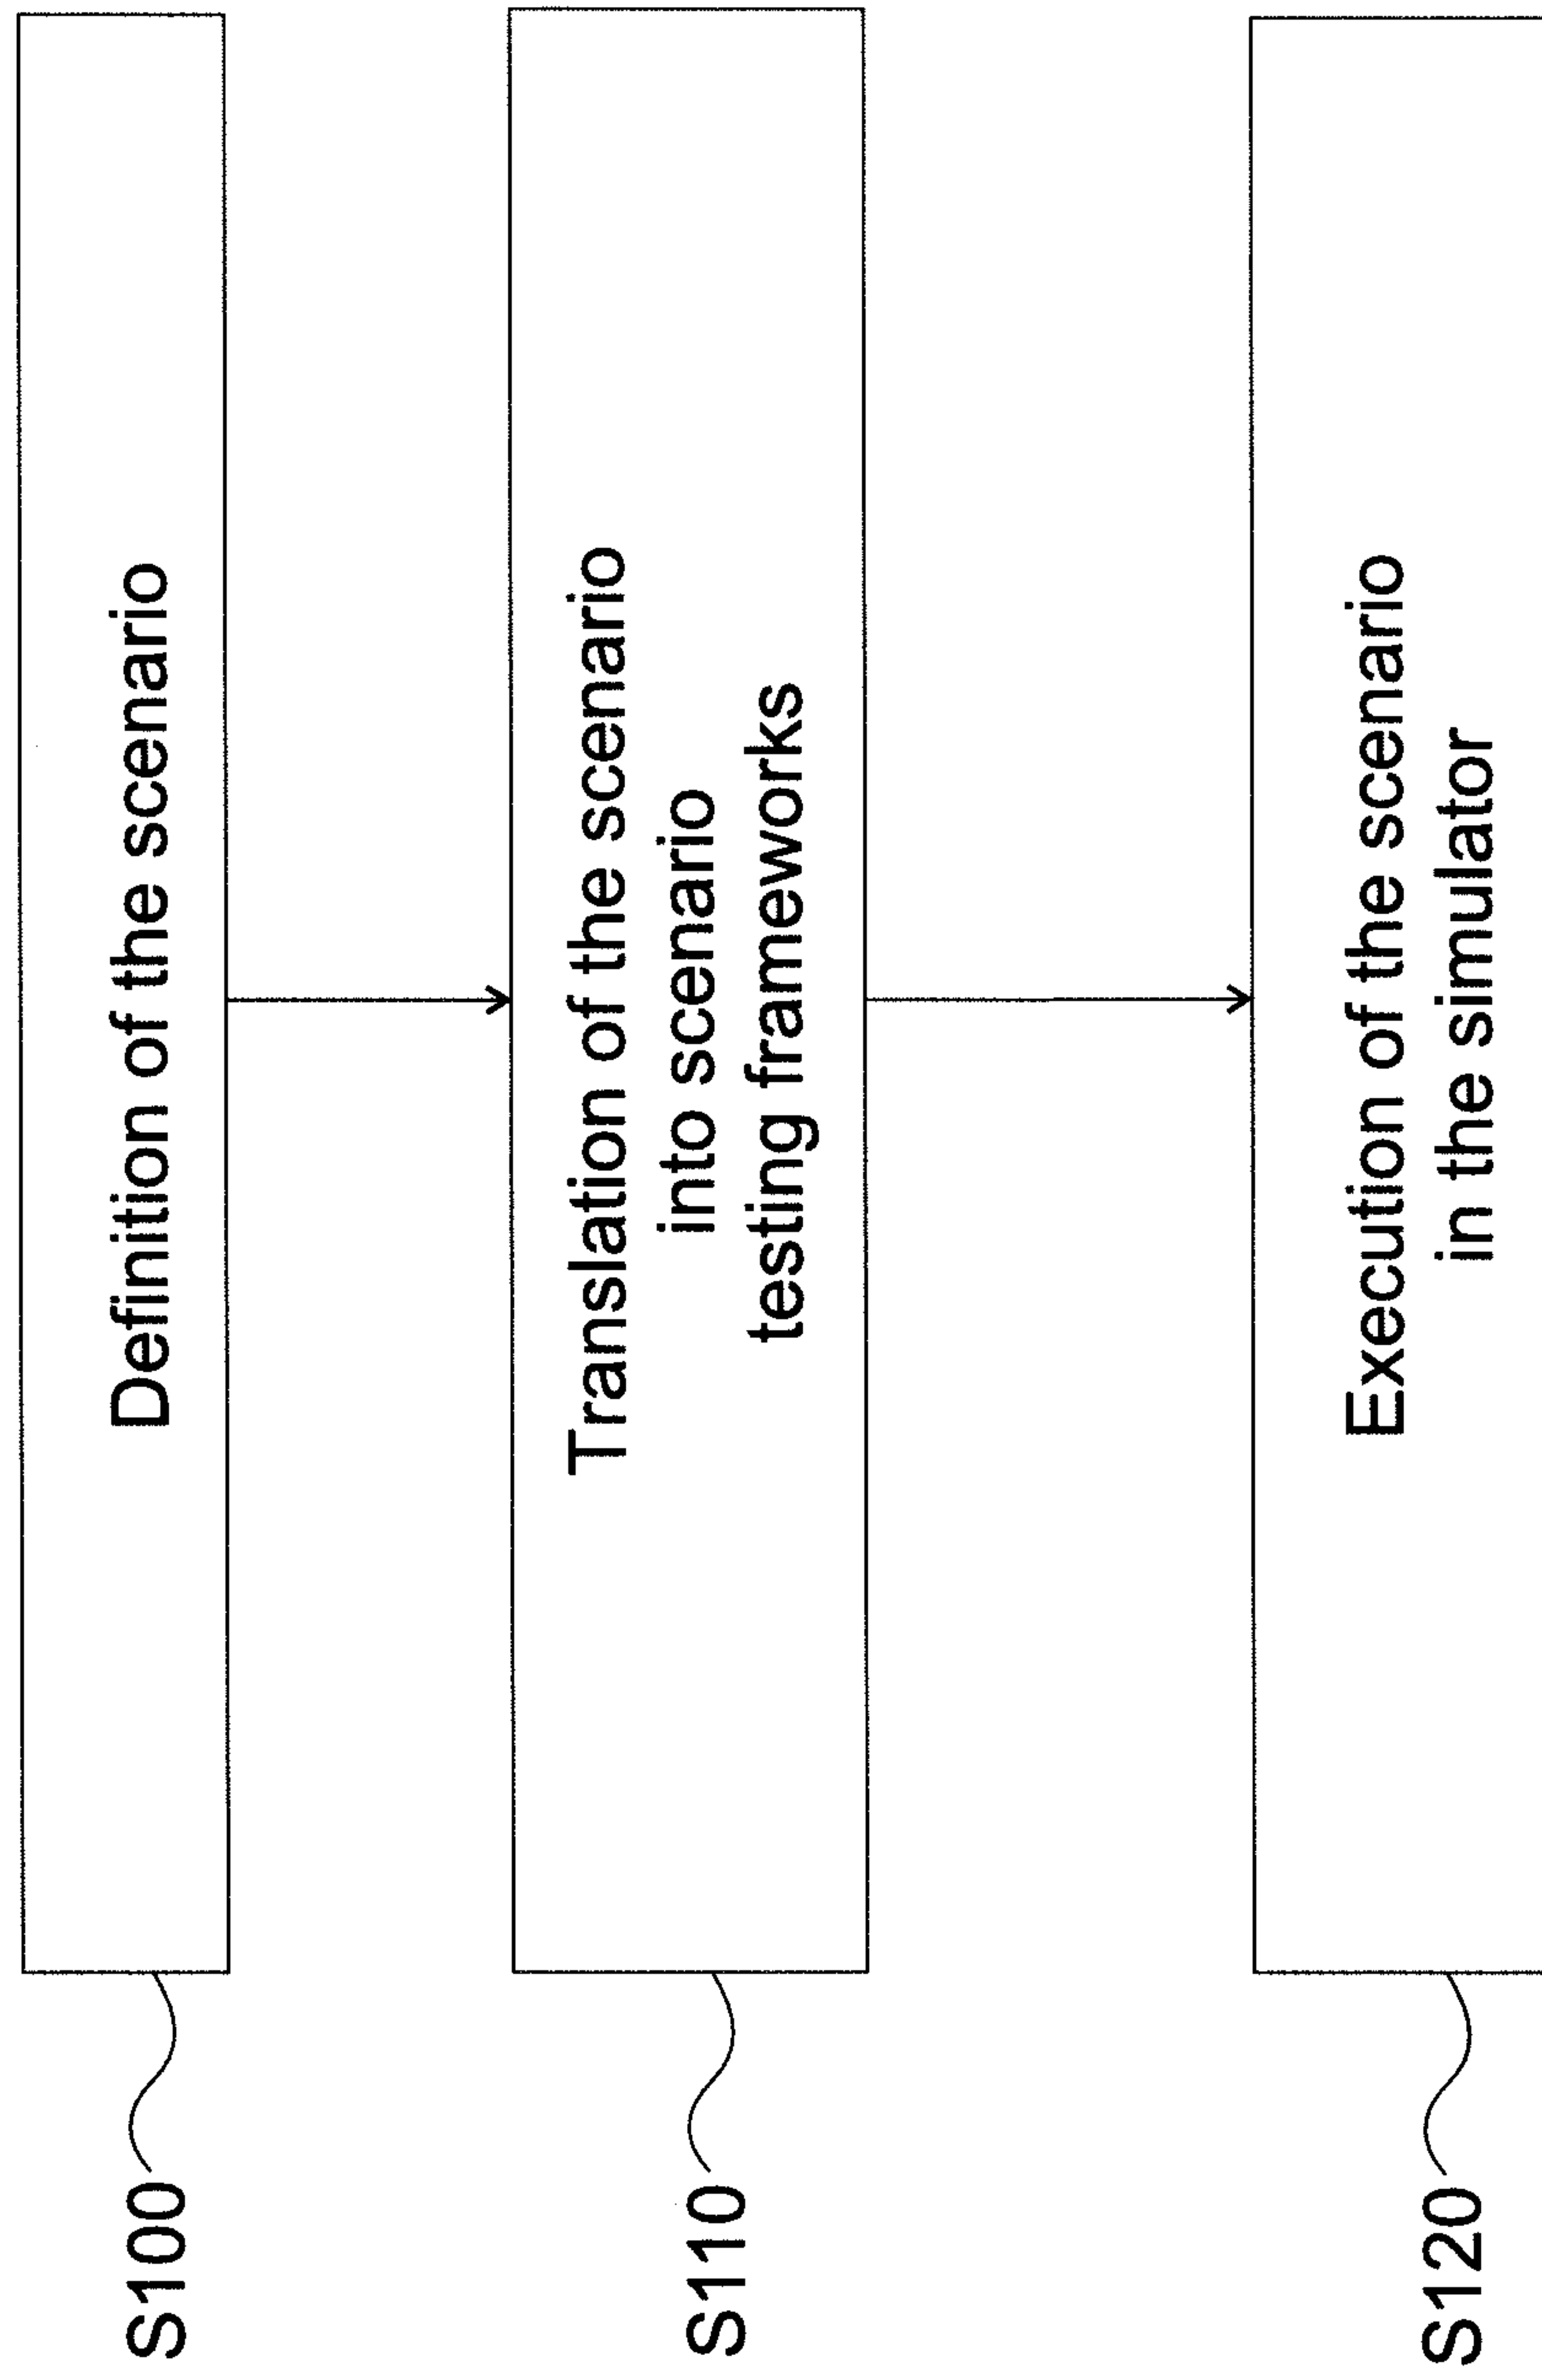 S100
Definition of the scenario
S110
Translation of the scenario
into scenario
testing frameworks
S120
Execution of the scenario
in the simulator